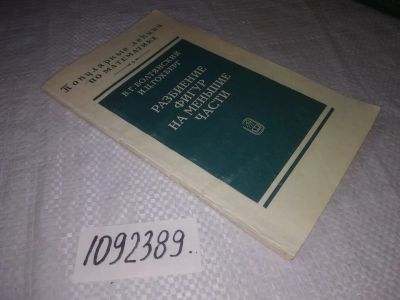 Популярные лекции
по математике
В.Г.БОЛТЯНСКИЙ
И.Ц.ГОХБЕРГ
РАЗБИЕНИЕ
ФИГУР
НА МЕНЬШИЕ
ЧАСТИ
1092389..